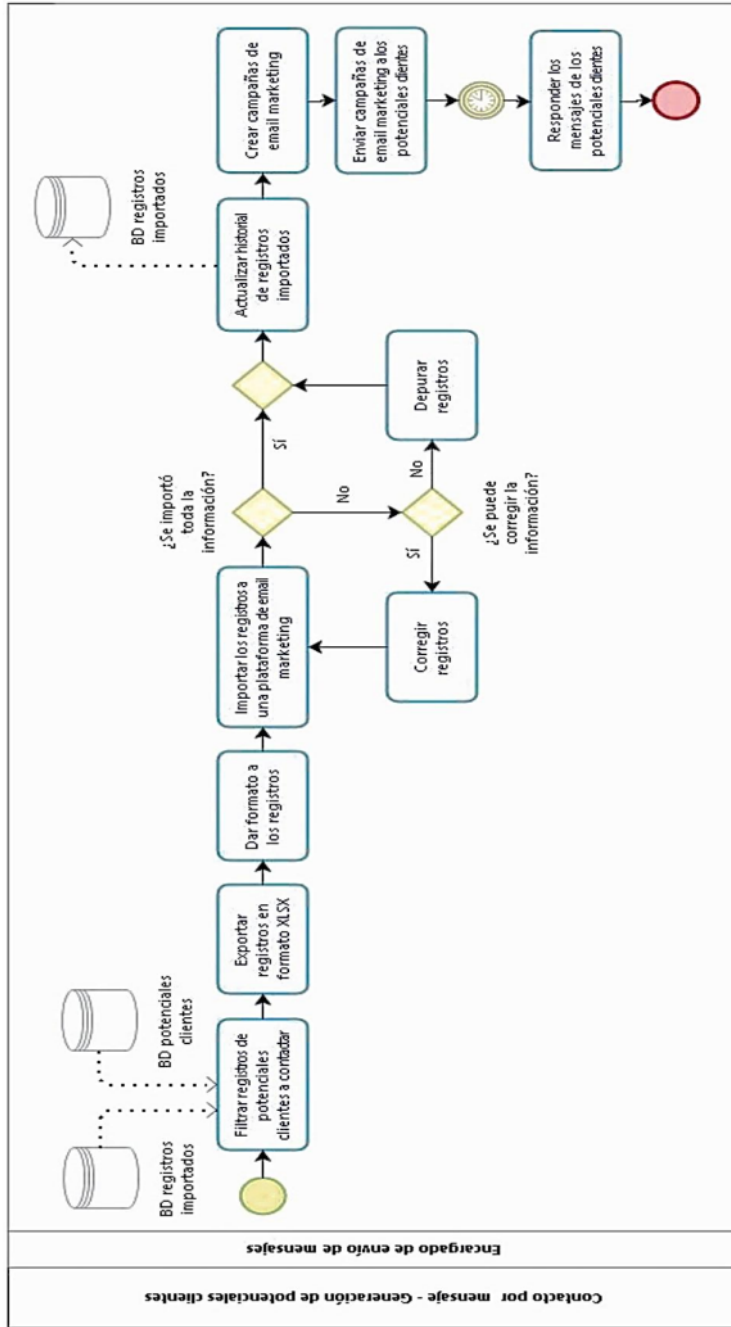 Contacto por mensaje - Generación de potenciales clientes
Encargado de envío de mensajes
BD registros
importados
BD potenciales
clientes
Filtrar registros de
potenciales
clientes a contactar
Exportar
registros en
formato XLSX
Dar formato a
los registros
Importar los registros a
una plataforma de email
marketing
¿Se importó
toda la
información?
Sí
No
¿Se puede
corregir la
información?
Sí
No
Corregir
registros
Depurar
registros
Actualizar historial
de registros
importados
BD registros
importados
Crear campañas de
email marketing
Enviar campañas de
email marketing a los
potenciales dientes
Responder los
mensajes de los
potenciales dientes